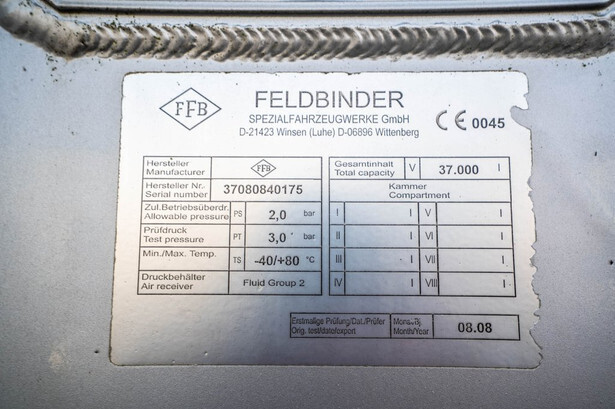 FFB
FELDBINDER
SPEZIALFAHRZEUGWERKE GmbH
D-21423 Winsen (Luhe) D-06896 Wittenberg
CE 0045
Hersteller
Manufacturer
FFB
Hersteller Nr.
Serial number
37080840175
Zul.Betriebsüberdr.
Allowable pressure
PS
2,0
bar
Prüfdruck
Test pressure
PT
3,0
bar
Min./Max. Temp.
TS
-40/+80
°C
Druckbehälter
Air receiver
Fluid Group 2
Gesamtinhalt
Total capacity
V
37.000
l
Kammer
Compartment
I
l
V
l
II
l
VI
l
III
l
VII
l
IV
l
VIII
l
Erstmalige Prüfung/Dat./Prüfer
Orig. test/date/export
Month/Year
08.08